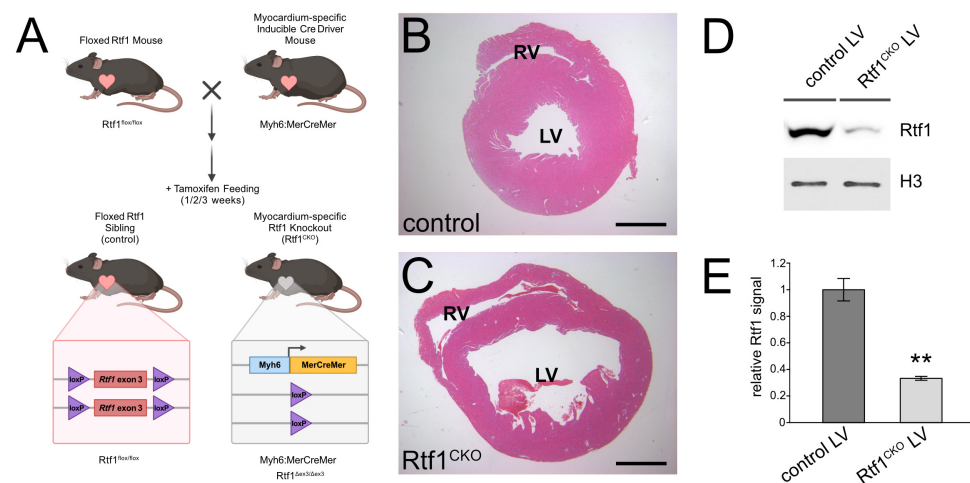 A
Floxed Rtf1 Mouse
Myocardium-specific
Inducible Cre Driver
Mouse
Rtf1flox/flox
Myh6:MerCreMer
+ Tamoxifen Feeding
(1/2/3 weeks)
Floxed Rtf1
Sibling
(control)
Myocardium-specific
Rtf1 Knockout
(Rtf1CKO)
loxP Rtf1 exon 3 loxP
loxP Rtf1 exon 3 loxP
Myh6 MerCreMer
loxP
loxP
Rtf1flox/flox
Myh6:MerCreMer
Rtf1Δex3/Δex3
B
RV
LV
control
C
RV
LV
Rtf1CKO
D
control LV
Rtf1CKO LV
Rtf1
H3
E
relative Rtf1 signal
1.2
1
0.8
0.6
0.4
0.2
0
**
control LV
Rtf1CKO LV